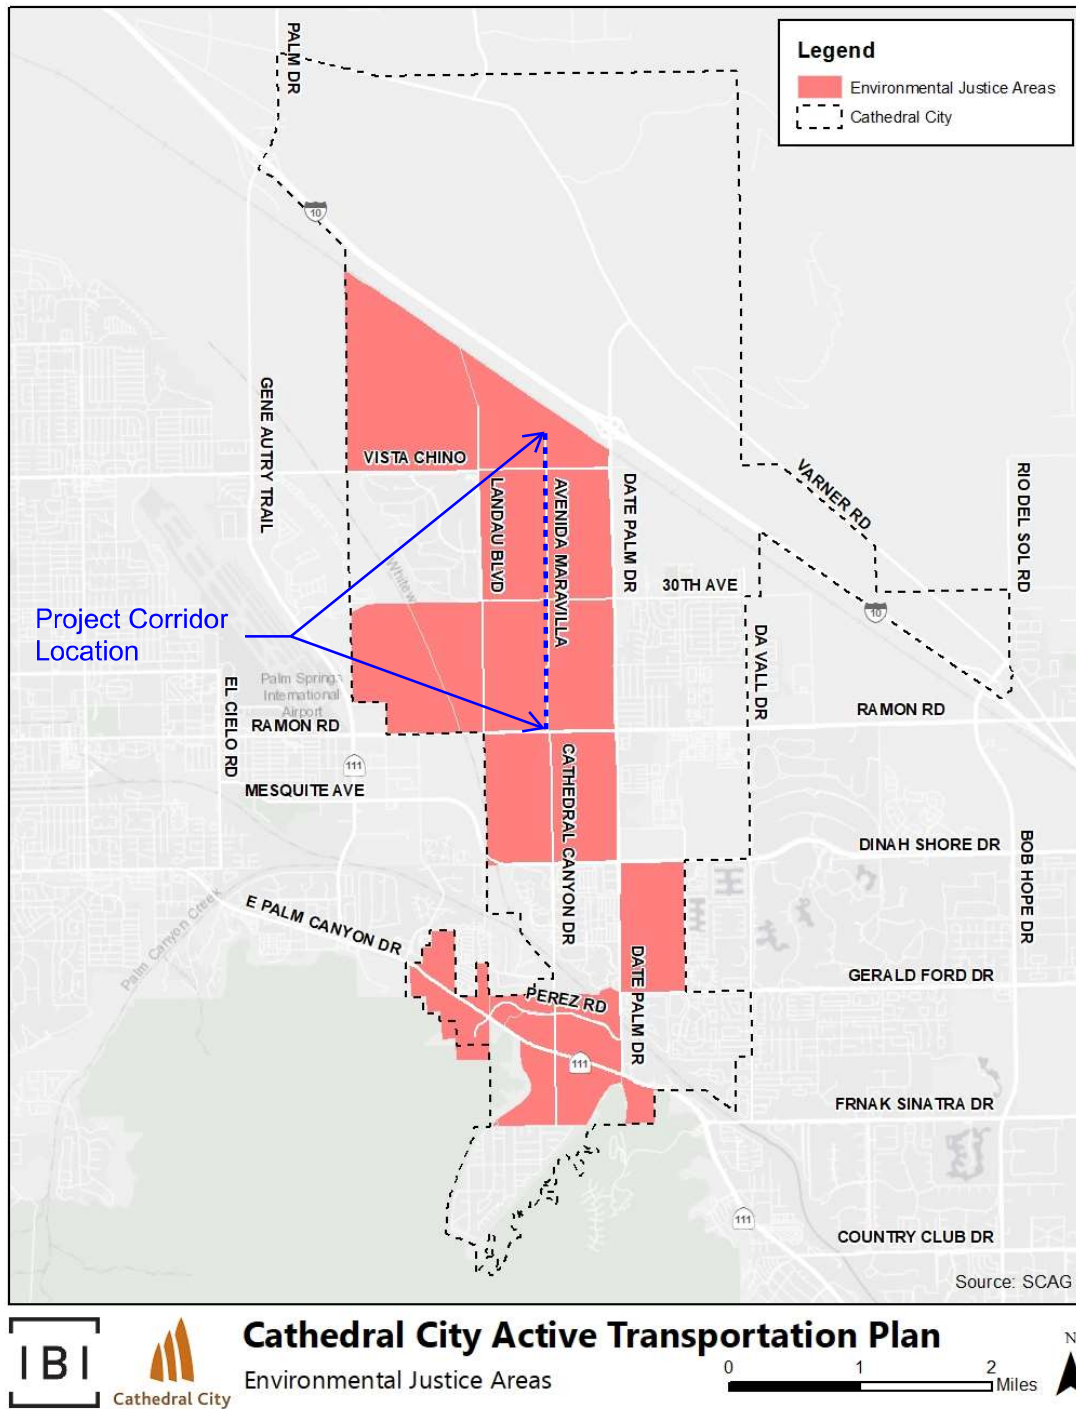 PALM DR
Legend
Environmental Justice Areas
Cathedral City
10
GENE AUTRY TRAIL
VISTA CHINO
LANDAU BLVD
AVENIDA MARAVILLA
DATE PALM DR
VARNER RD
RIO DEL SOL RD
30TH AVE
10
Project Corridor
Location
DA VALL DR
Palm Springs
International
Airport
EL CIELO RD
RAMON RD
RAMON RD
111
MESQUITE AVE
CATHEDRAL CANYON DR
DINAH SHORE DR
BOB HOPE DR
Palm Canyon Creek
E PALM CANYON DR
DATE PALM DR
GERALD FORD DR
PEREZ RD
111
FRNAK SINATRA DR
111
COUNTRY CLUB DR
Source: SCAG
IBI
Cathedral City
Cathedral City Active Transportation Plan
Environmental Justice Areas
0 1 2
Miles
N